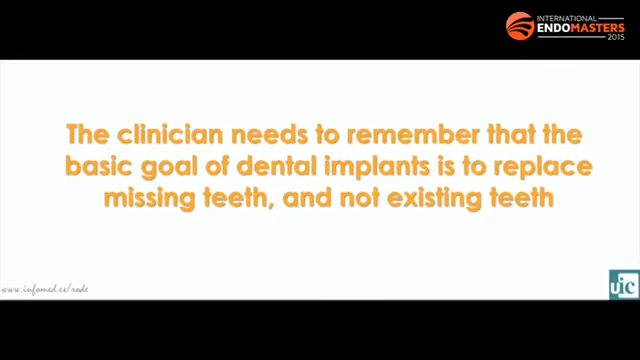 INTERNATIONAL
ENDOMASTERS
2015
The clinician needs to remember that the
basic goal of dental implants is to replace
missing teeth, and not existing teeth
www.infomed.es/rode
uic